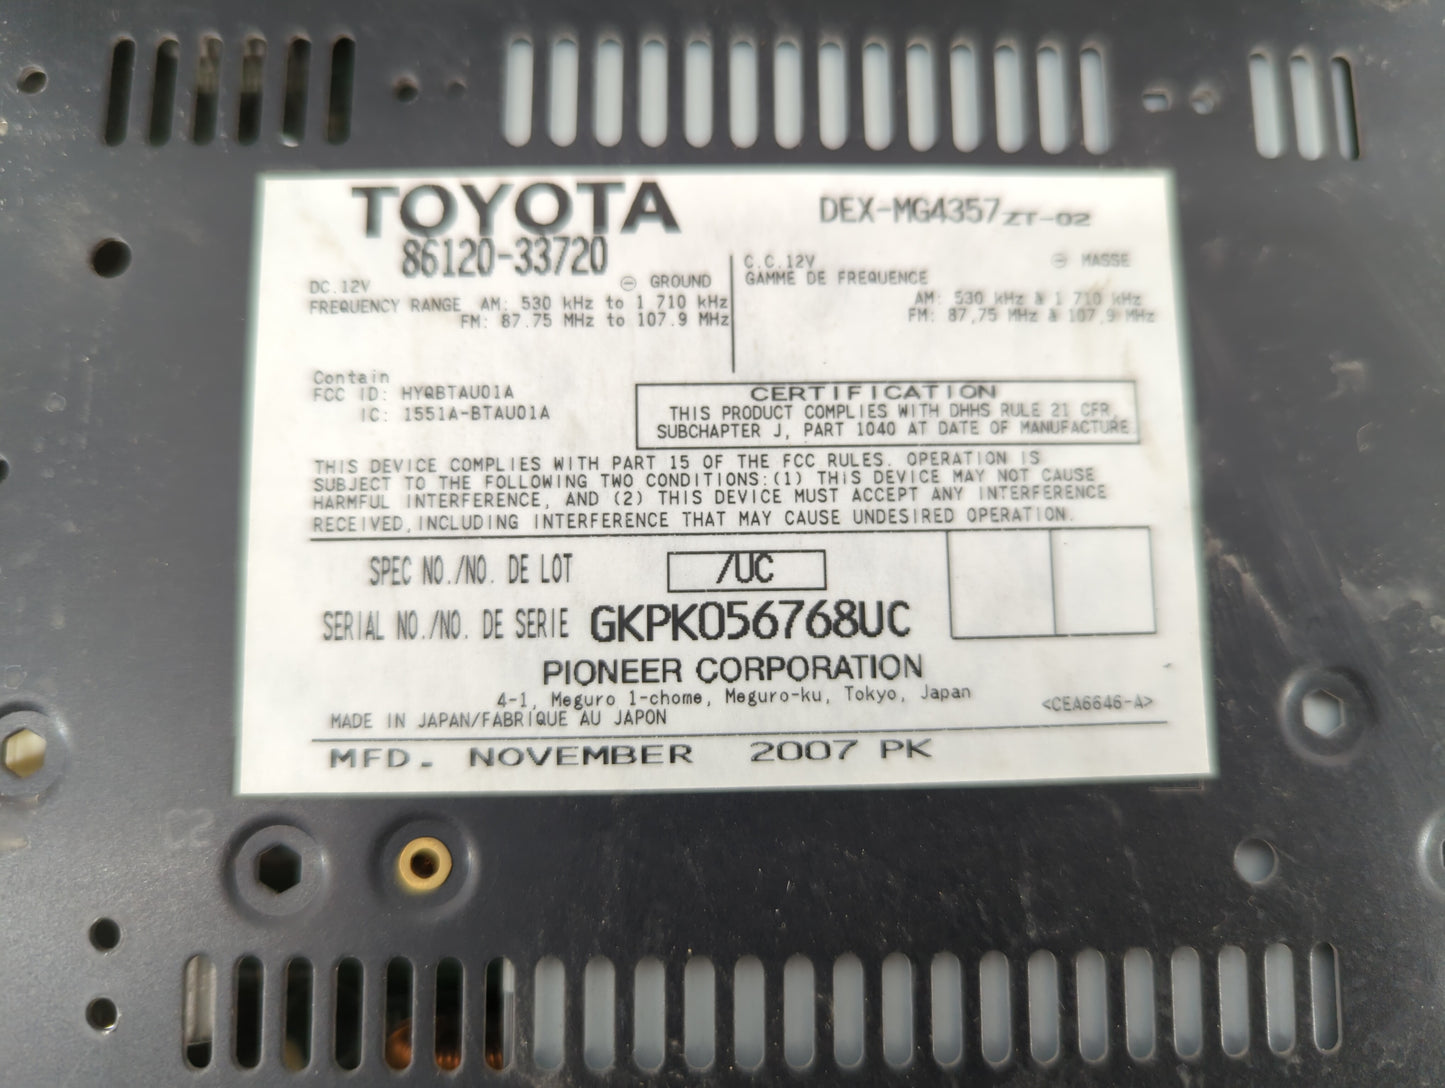 TOYOTA
86120-33720
DEX-MG4357 ZT-02
DC.12V ⊖ GROUND
FREQUENCY RANGE AM: 530 kHz to 1 710 kHz
FM: 87.75 MHz to 107.9 MHz
C.C.12V ⊖ MASSE
GAMME DE FREQUENCE
AM: 530 kHz à 1 710 kHz
FM: 87,75 MHz à 107,9 MHz
Contain
FCC ID: HYQBTAU01A
IC: 1551A-BTAU01A
CERTIFICATION
THIS PRODUCT COMPLIES WITH DHHS RULE 21 CFR,
SUBCHAPTER J, PART 1040 AT DATE OF MANUFACTURE
THIS DEVICE COMPLIES WITH PART 15 OF THE FCC RULES. OPERATION IS
SUBJECT TO THE FOLLOWING TWO CONDITIONS:(1) THIS DEVICE MAY NOT CAUSE
HARMFUL INTERFERENCE, AND (2) THIS DEVICE MUST ACCEPT ANY INTERFERENCE
RECEIVED,INCLUDING INTERFERENCE THAT MAY CAUSE UNDESIRED OPERATION.
SPEC NO./NO. DE LOT /UC
SERIAL NO./NO. DE SERIE GKPK056768UC
PIONEER CORPORATION
4-1, Meguro 1-chome, Meguro-ku, Tokyo, Japan
MADE IN JAPAN/FABRIQUE AU JAPON <CEA6646-A>
MFD. NOVEMBER 2007 PK